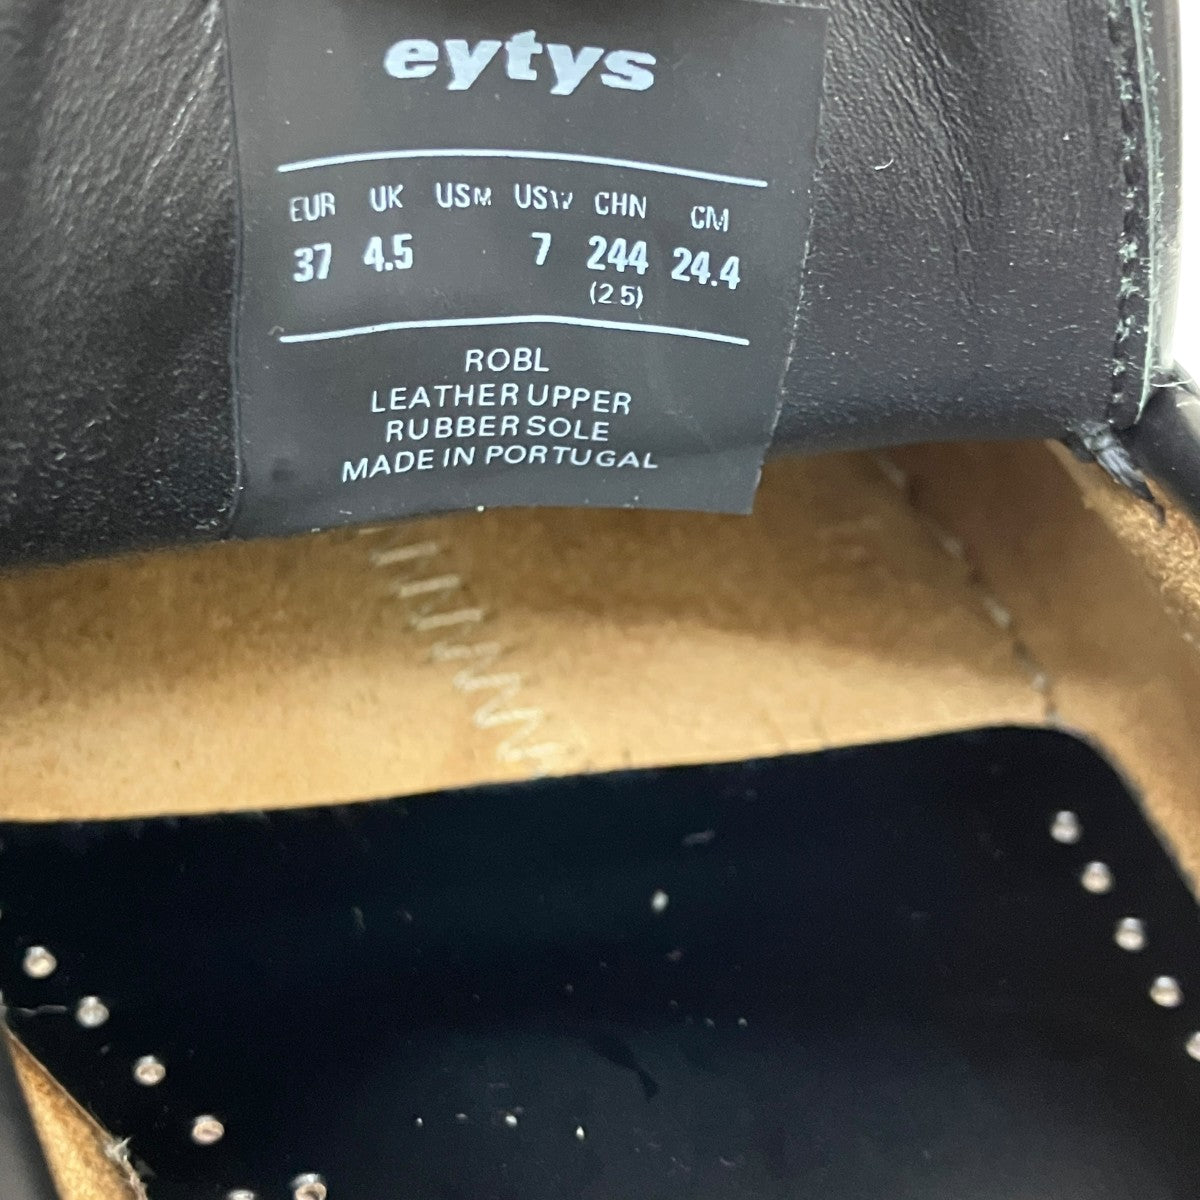 eytys
EUR UK USM USW CHN CM
37 4.5 7 244 24.4
(2.5)
ROBL
LEATHER UPPER
RUBBER SOLE
MADE IN PORTUGAL